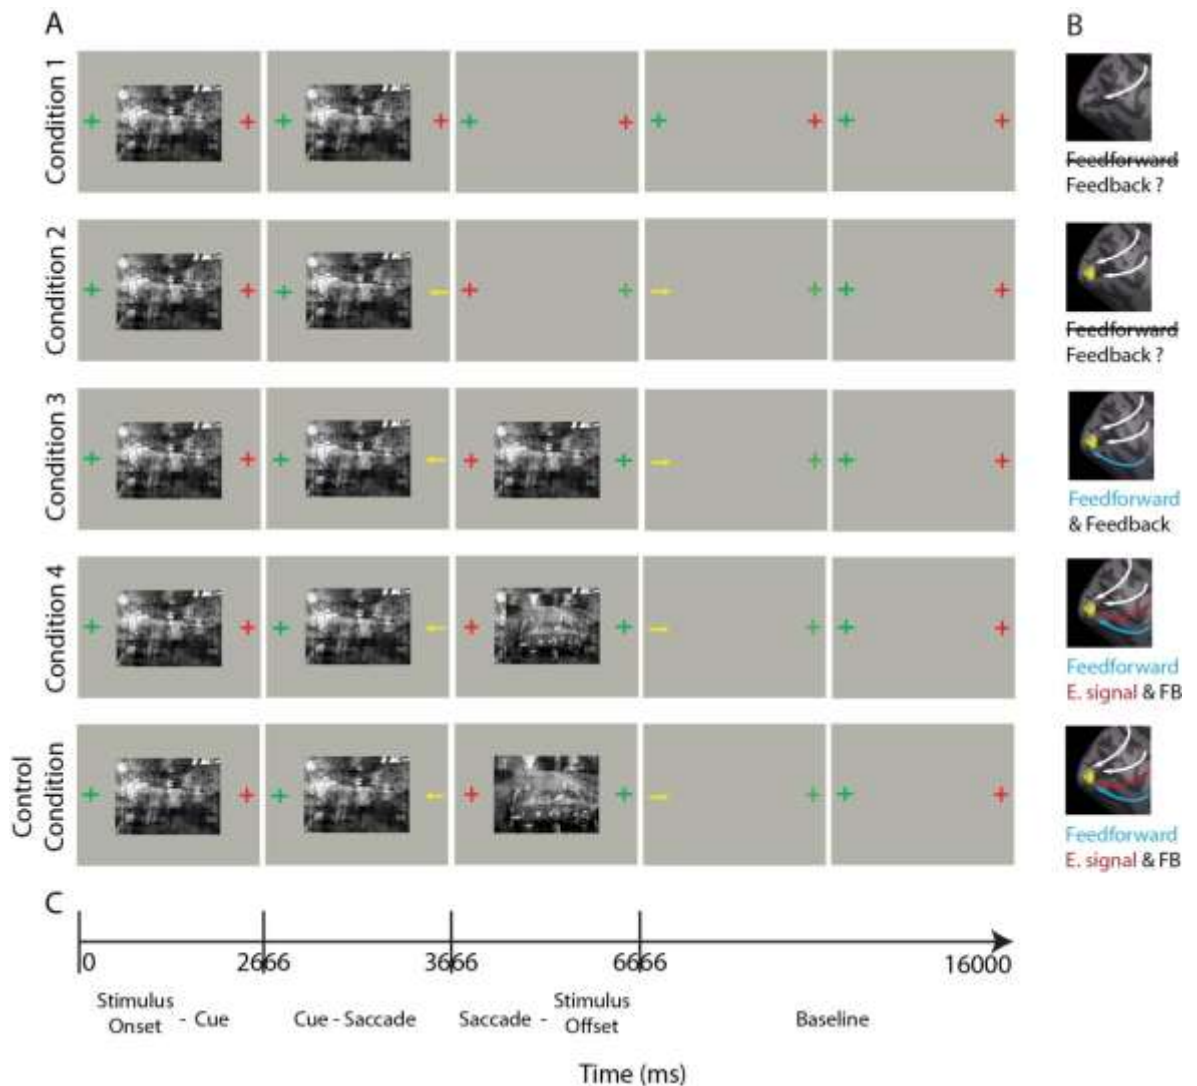 A
B
Condition 1
Feedforward
Feedback ?
Condition 2
Feedforward
Feedback ?
Condition 3
Feedforward
& Feedback
Condition 4
Feedforward
E. signal & FB
Control
Condition
Feedforward
E. signal & FB
C
0 2666 3666 6666 16000
Stimulus
Onset - Cue
Cue - Saccade
Saccade - Stimulus
Offset
Baseline
Time (ms)